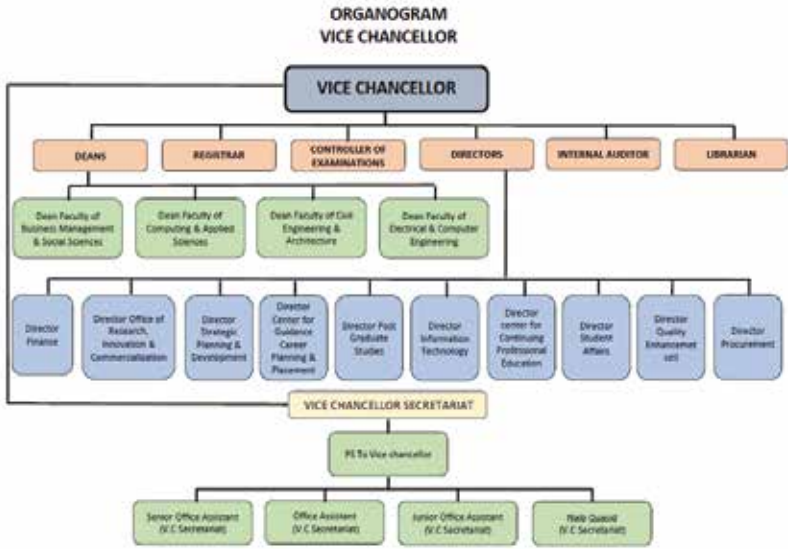 ORGANOGRAM
VICE CHANCELLOR
VICE CHANCELLOR
DEANS
REGISTRAR
CONTROLLER OF
EXAMINATIONS
DIRECTORS
INTERNAL AUDITOR
LIBRARIAN
Dean Faculty of
Business Management
& Social Sciences
Dean Faculty of
Computing & Applied
Sciences
Dean Faculty of Civil
Engineering &
Architecture
Dean Faculty of
Electrical & Computer
Engineering
Director
Finance
Director Office of
Research,
Innovation &
Commercialization
Director
Strategic
Planning &
Development
Director
Center for
Guidance
Career
Planning &
Placement
Director Post
Graduate
Studies
Director
Information
Technology
Director
center for
Continuing
Professional
Education
Director
Student
Affairs
Director
Quality
Enhancemet
cell
Director
Procurement
VICE CHANCELLOR SECRETARIAT
PS To Vice chancellor
Senior Office Assistant
(V.C Secretariat)
Office Assistant
(V.C Secretariat)
Junior Office Assistant
(V.C Secretariat)
Naib Qasid
(V.C Secretariat)